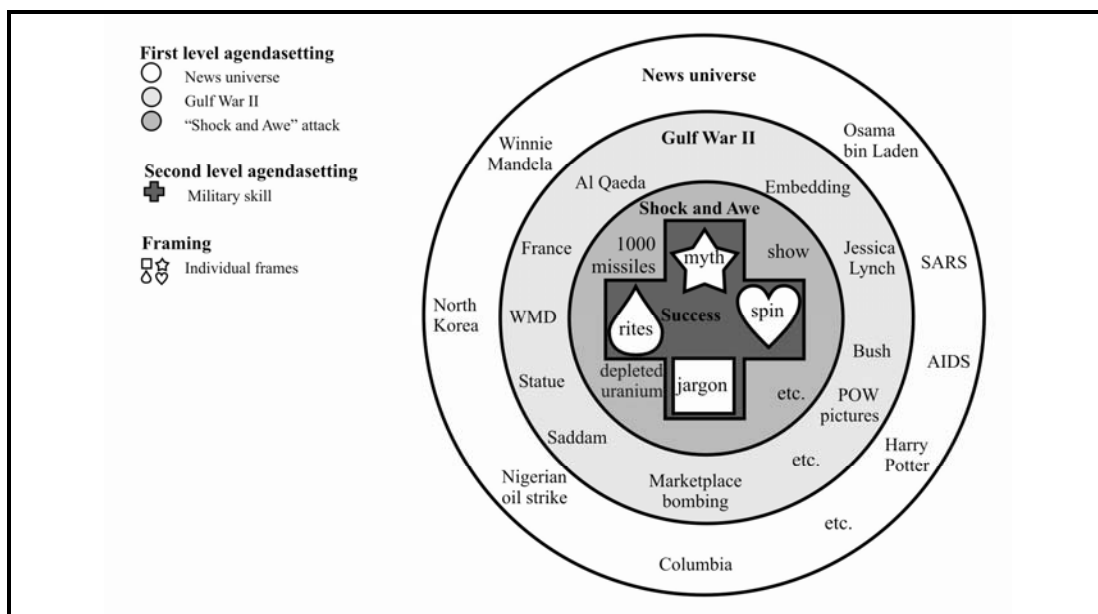 First level agendasetting
News universe
Gulf War II
“Shock and Awe” attack
Second level agendasetting
Military skill
Framing
Individual frames
News universe
Winnie
Mandela
Osama
bin Laden
SARS
AIDS
Harry
Potter
etc.
Columbia
Nigerian
oil strike
North
Korea
Gulf War II
Al Qaeda
Embedding
France
Jessica
Lynch
WMD
Bush
Statue
POW
pictures
Saddam
etc.
Marketplace
bombing
Shock and Awe
1000
missiles
show
depleted
uranium
etc.
myth
rites
Success
spin
jargon